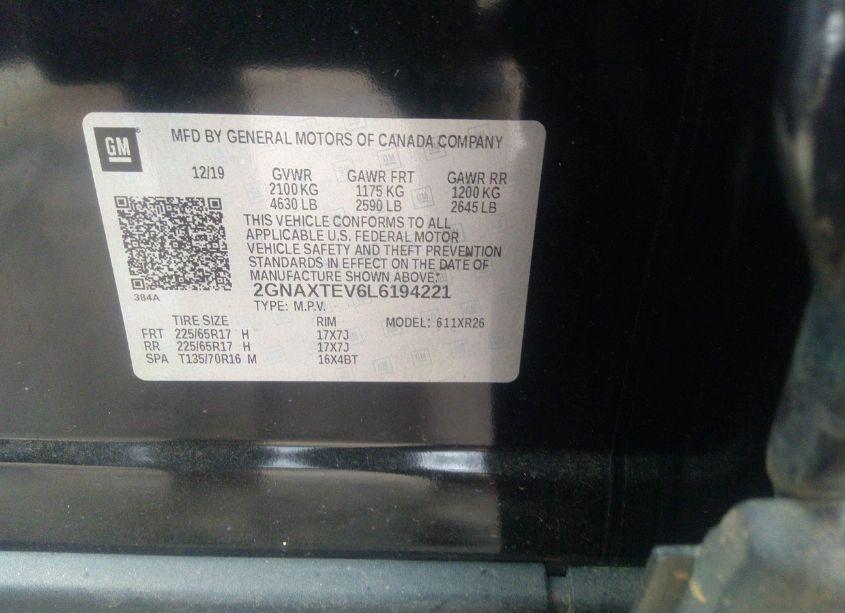 GM
MFD BY GENERAL MOTORS OF CANADA COMPANY
12/19 GVWR GAWR FRT GAWR RR
2100 KG 1175 KG 1200 KG
4630 LB 2590 LB 2645 LB
THIS VEHICLE CONFORMS TO ALL
APPLICABLE U.S. FEDERAL MOTOR
VEHICLE SAFETY AND THEFT PREVENTION
STANDARDS IN EFFECT ON THE DATE OF
MANUFACTURE SHOWN ABOVE.
384A
2GNAXTEV6L6194221
TYPE: M.P.V.
TIRE SIZE RIM MODEL: 611XR26
FRT 225/65R17 H 17X7J
RR 225/65R17 H 17X7J
SPA T135/70R16 M 16X4BT